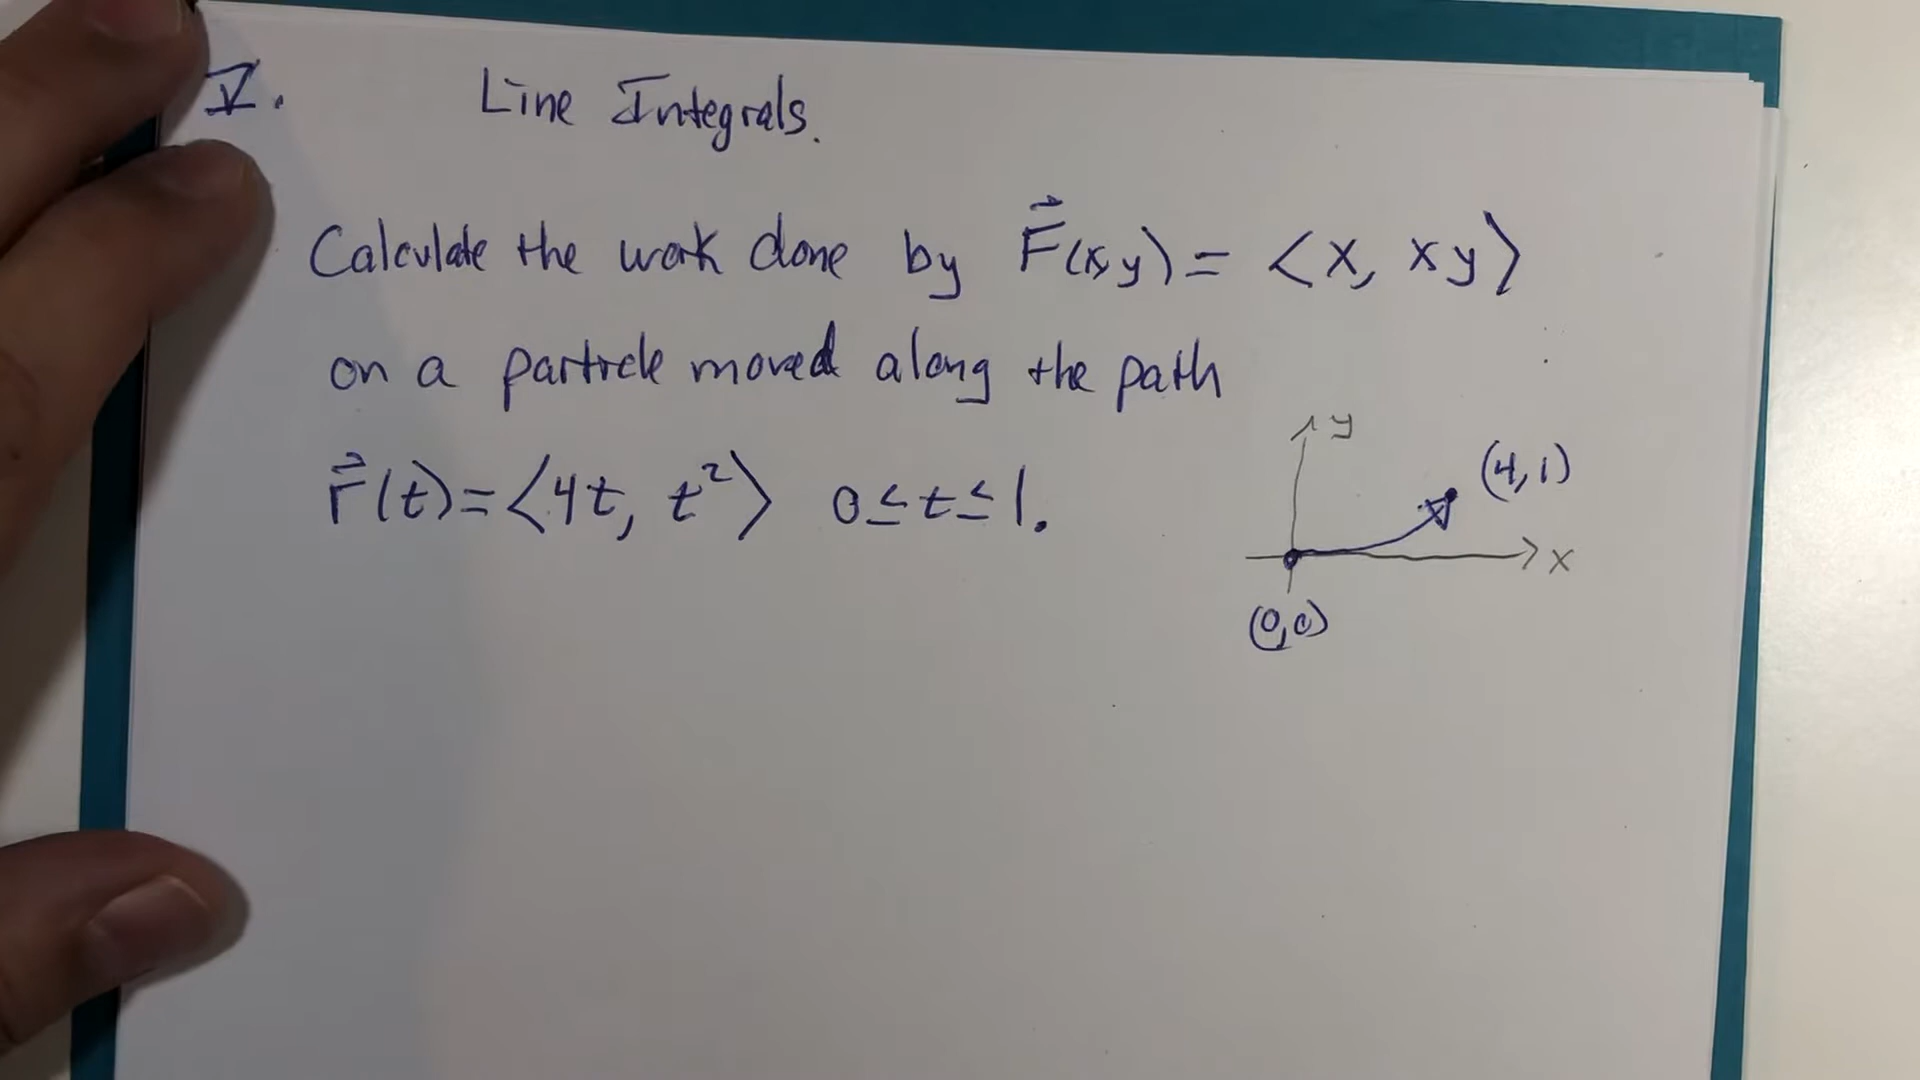 V. Line Integrals.
Calculate the work done by F⃗(x,y) = ⟨x, xy⟩
on a particle moved along the path
r⃗(t) = ⟨4t, t²⟩ 0 ≤ t ≤ 1.
y
(4,1)
x
(0,0)